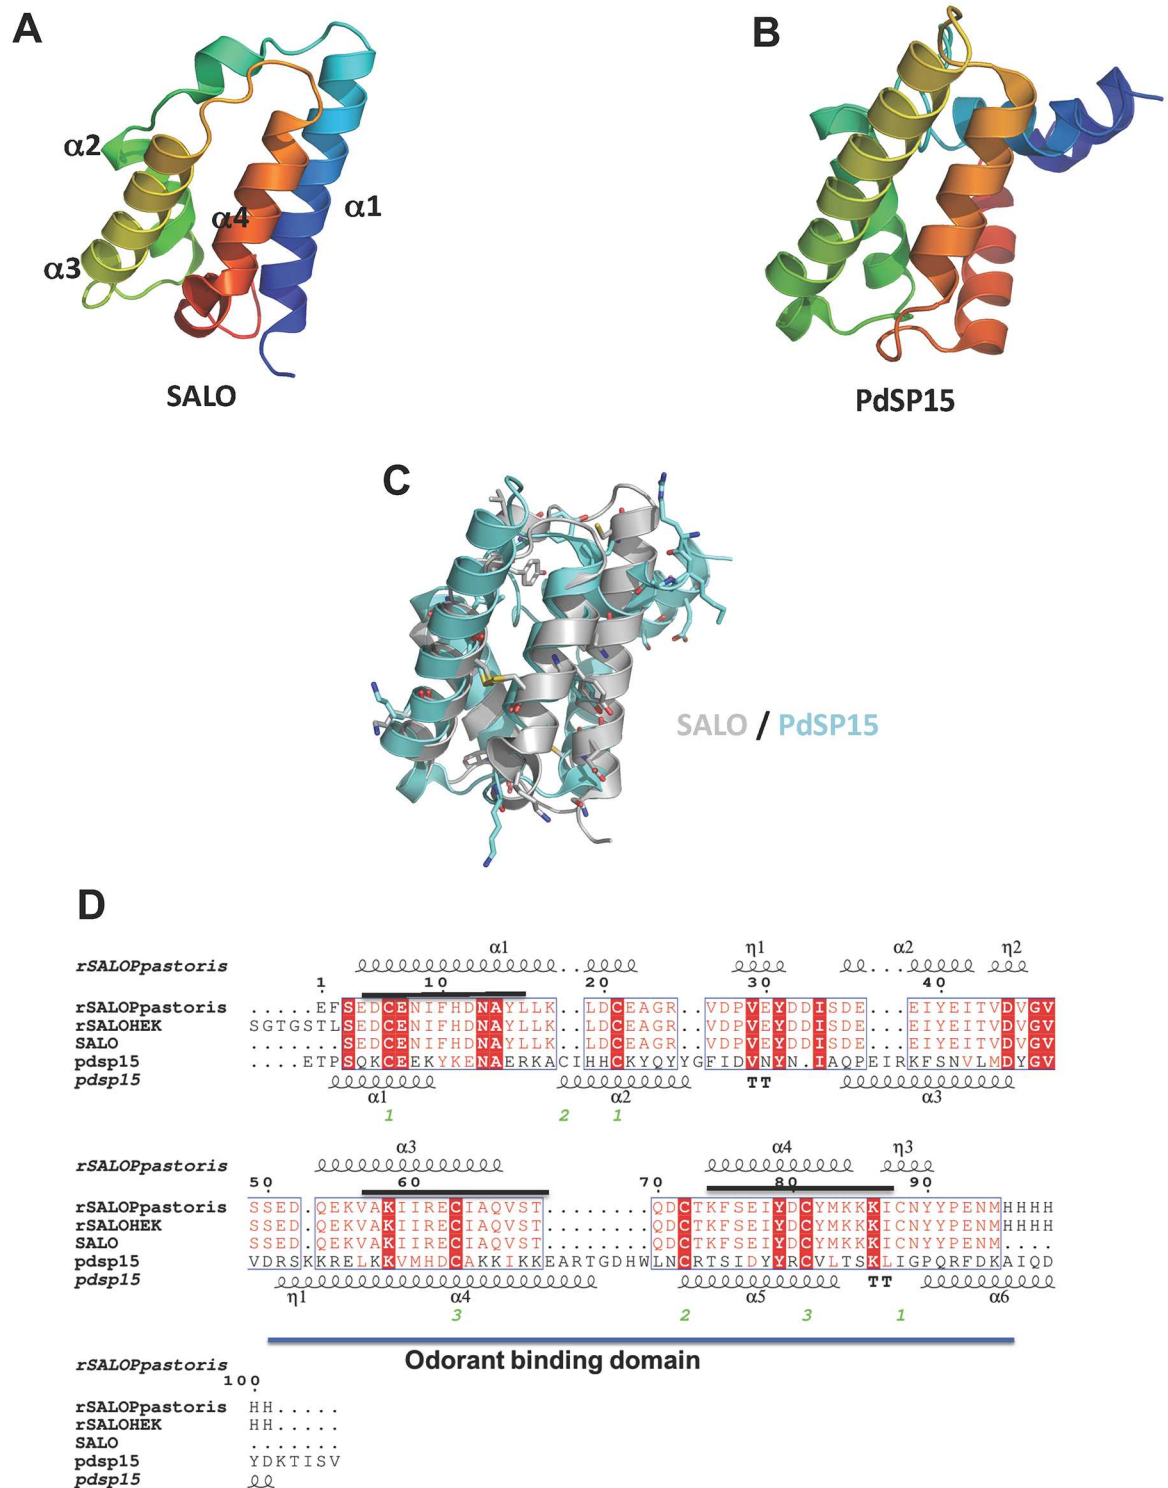 A
B
α2
α4
α1
α3
SALO
PdSP15
C
SALO / PdSP15
D
α1 η1 α2 η2
rSALOPpastoris
1 10 20 30 40
rSALOPpastoris .....EFSEDCENIFHDNAYLLK..LDCEAGR..VDPVEYDDISDE...EIYEITVDVGV
rSALOHEK SGTGSTLSEDCENIFHDNAYLLK..LDCEAGR..VDPVEYDDISDE...EIYEITVDVGV
SALO .......SEDCENIFHDNAYLLK..LDCEAGR..VDPVEYDDISDE...EIYEITVDVGV
pdsp15 ....ETPSQKCEEKYKENAERKACIHHCKYQYYGFIDVNYN.IAQPEIRKFSNVLMDYGV
pdsp15 TT
α1 α2 α3
1 2 1
α3 α4 η3
rSALOPpastoris
50 60 70 80 90
rSALOPpastoris SSED.QEKVAKIIRECIAQVST........QDCTKFSEIYDCYMKKKICNYYPENMHHHH
rSALOHEK SSED.QEKVAKIIRECIAQVST........QDCTKFSEIYDCYMKKKICNYYPENMHHHH
SALO SSED.QEKVAKIIRECIAQVST........QDCTKFSEIYDCYMKKKICNYYPENM....
pdsp15 VDRSKKRELKKVMHDCAKKIKKEARTGDHWLNCRTSIDYYRCVLTSKLIGPQRFDKAIQD
pdsp15 TT
η1 α4 α5 α6
3 2 3 1
Odorant binding domain
rSALOPpastoris
100
rSALOPpastoris HH.....
rSALOHEK HH.....
SALO .......
pdsp15 YDKTISV
pdsp15